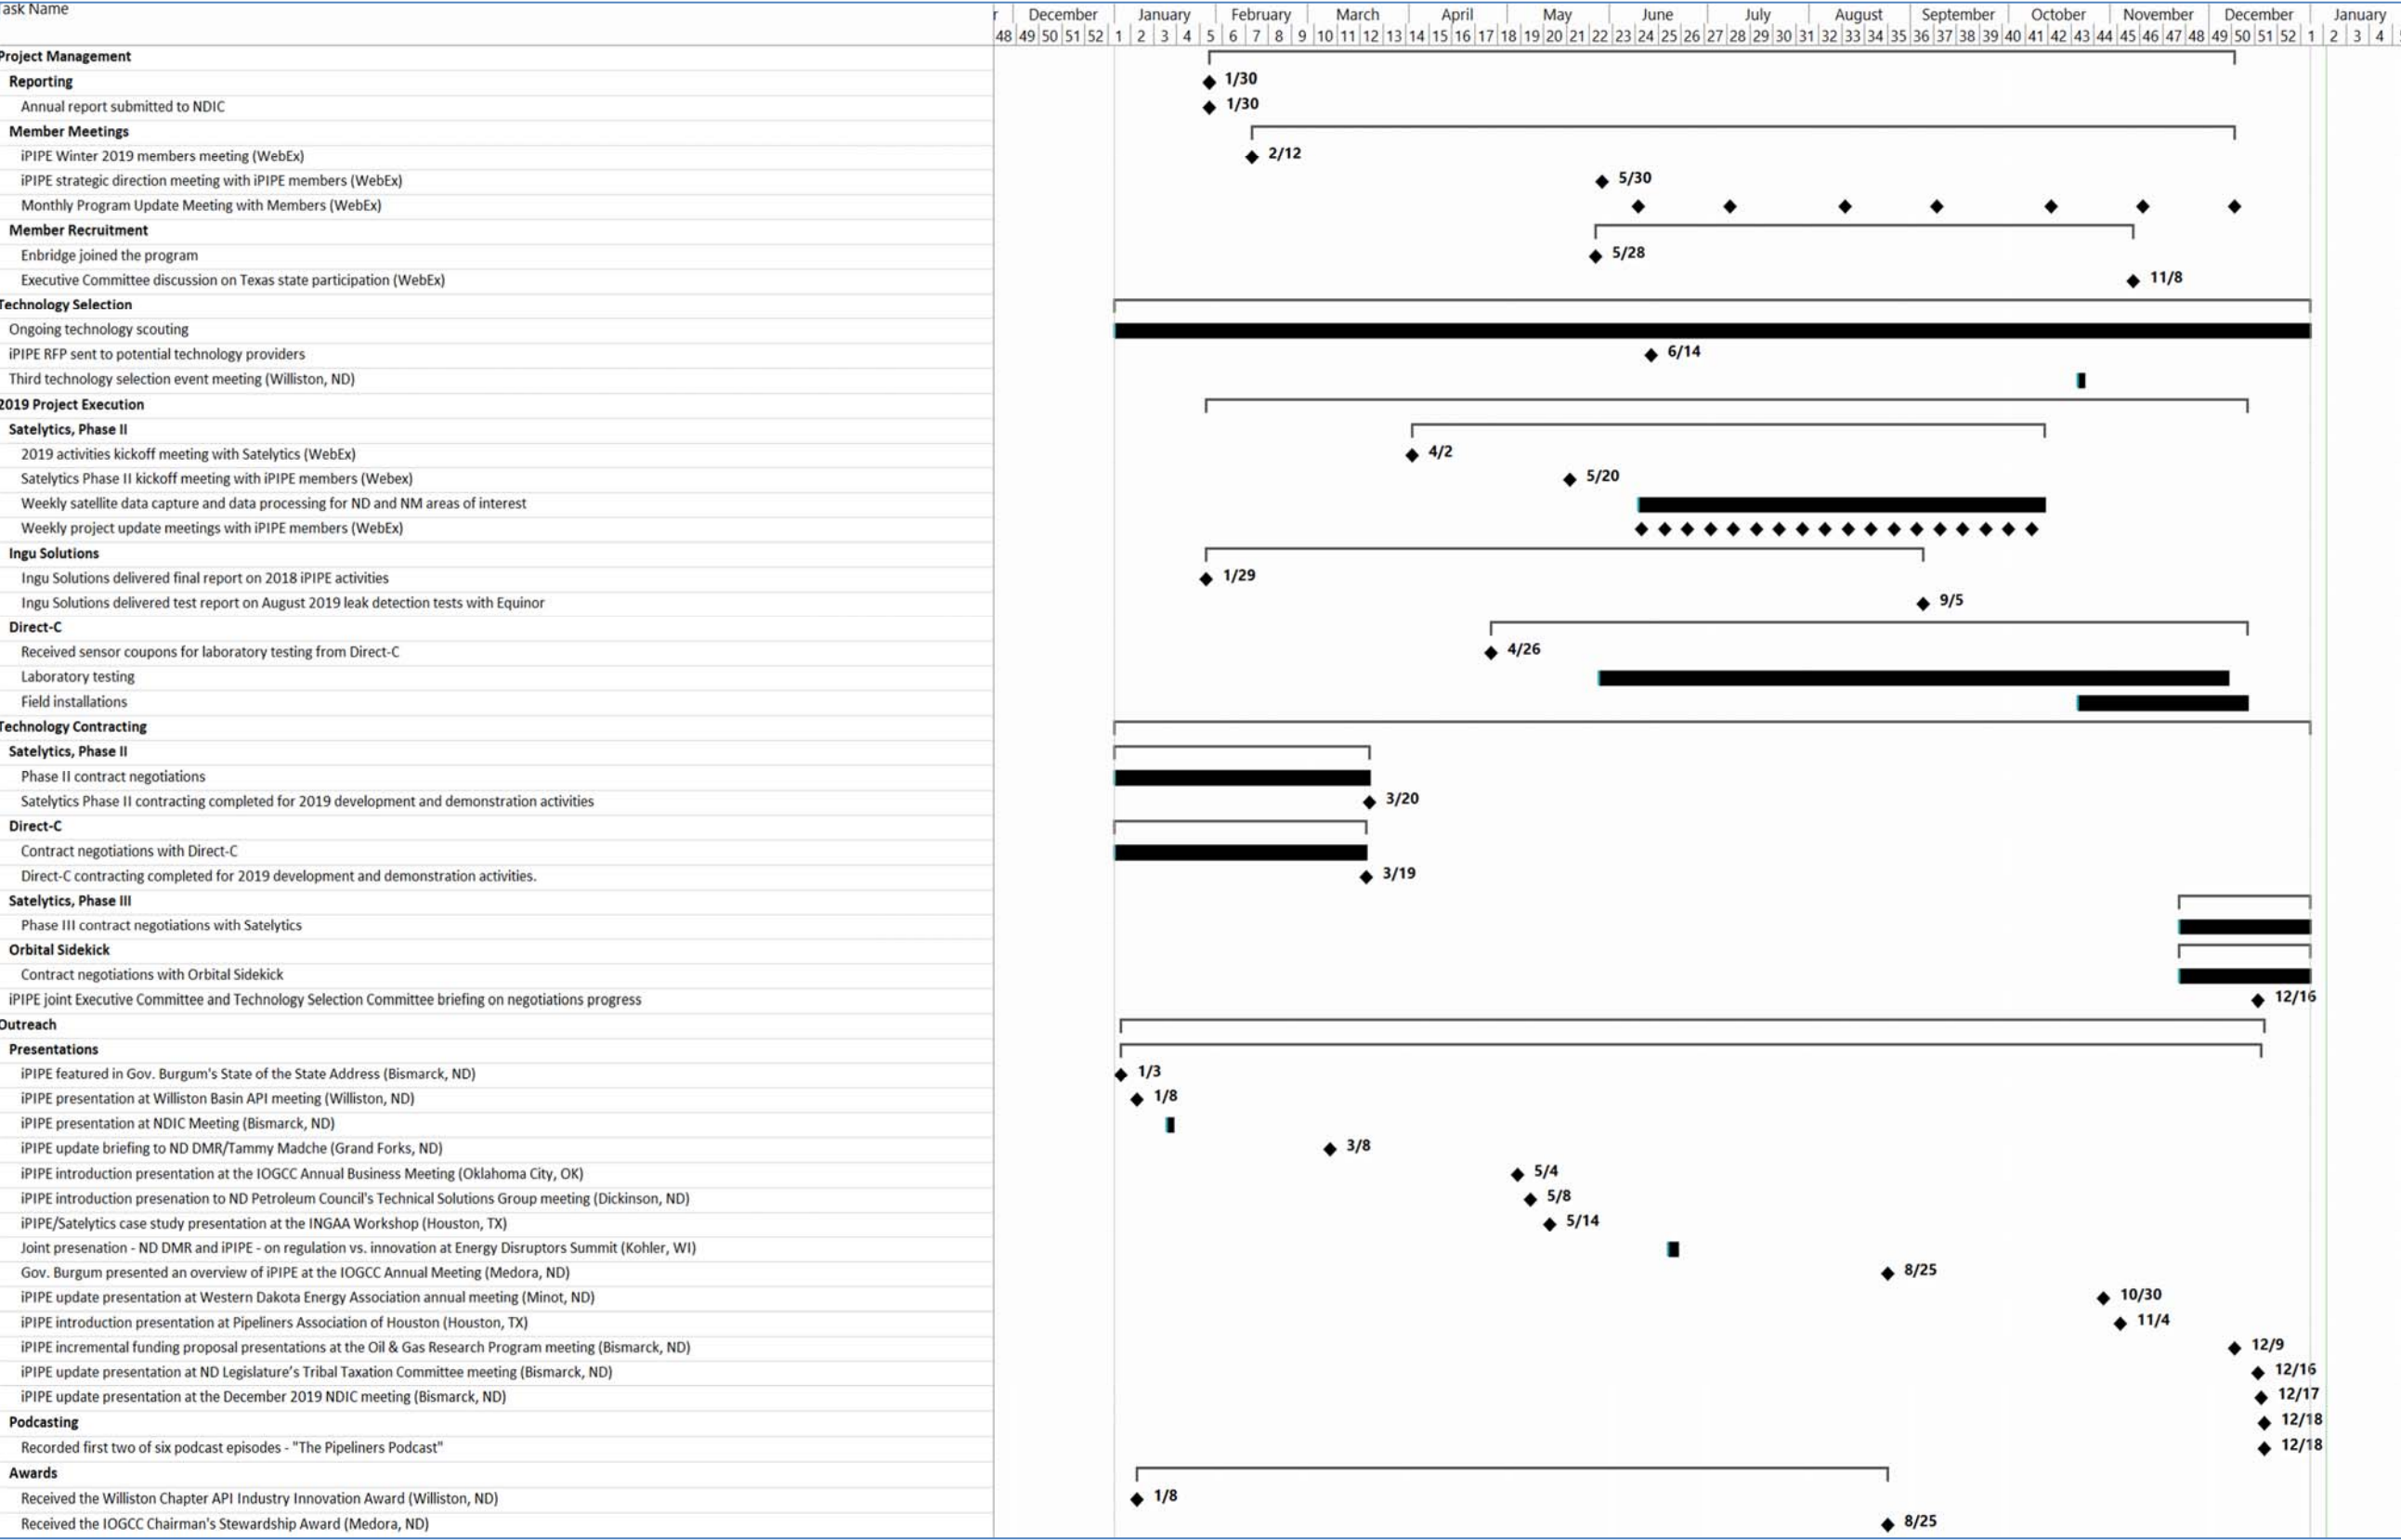 ask Name
r December January February March April May June July August September October November December January
48 49 50 51 52 1 2 3 4 5 6 7 8 9 10 11 12 13 14 15 16 17 18 19 20 21 22 23 24 25 26 27 28 29 30 31 32 33 34 35 36 37 38 39 40 41 42 43 44 45 46 47 48 49 50 51 52 1 2 3 4
Project Management
Reporting 1/30
Annual report submitted to NDIC 1/30
Member Meetings
iPIPE Winter 2019 members meeting (WebEx) 2/12
iPIPE strategic direction meeting with iPIPE members (WebEx) 5/30
Monthly Program Update Meeting with Members (WebEx)
Member Recruitment
Enbridge joined the program 5/28
Executive Committee discussion on Texas state participation (WebEx) 11/8
Technology Selection
Ongoing technology scouting
iPIPE RFP sent to potential technology providers 6/14
Third technology selection event meeting (Williston, ND)
2019 Project Execution
Satelytics, Phase II
2019 activities kickoff meeting with Satelytics (WebEx) 4/2
Satelytics Phase II kickoff meeting with iPIPE members (Webex) 5/20
Weekly satellite data capture and data processing for ND and NM areas of interest
Weekly project update meetings with iPIPE members (WebEx)
Ingu Solutions
Ingu Solutions delivered final report on 2018 iPIPE activities 1/29
Ingu Solutions delivered test report on August 2019 leak detection tests with Equinor 9/5
Direct-C
Received sensor coupons for laboratory testing from Direct-C 4/26
Laboratory testing
Field installations
Technology Contracting
Satelytics, Phase II
Phase II contract negotiations
Satelytics Phase II contracting completed for 2019 development and demonstration activities 3/20
Direct-C
Contract negotiations with Direct-C
Direct-C contracting completed for 2019 development and demonstration activities. 3/19
Satelytics, Phase III
Phase III contract negotiations with Satelytics
Orbital Sidekick
Contract negotiations with Orbital Sidekick
iPIPE joint Executive Committee and Technology Selection Committee briefing on negotiations progress 12/16
Outreach
Presentations
iPIPE featured in Gov. Burgum's State of the State Address (Bismarck, ND) 1/3
iPIPE presentation at Williston Basin API meeting (Williston, ND) 1/8
iPIPE presentation at NDIC Meeting (Bismarck, ND)
iPIPE update briefing to ND DMR/Tammy Madche (Grand Forks, ND) 3/8
iPIPE introduction presentation at the IOGCC Annual Business Meeting (Oklahoma City, OK) 5/4
iPIPE introduction presenation to ND Petroleum Council's Technical Solutions Group meeting (Dickinson, ND) 5/8
iPIPE/Satelytics case study presentation at the INGAA Workshop (Houston, TX) 5/14
Joint presenation - ND DMR and iPIPE - on regulation vs. innovation at Energy Disruptors Summit (Kohler, WI)
Gov. Burgum presented an overview of iPIPE at the IOGCC Annual Meeting (Medora, ND) 8/25
iPIPE update presentation at Western Dakota Energy Association annual meeting (Minot, ND) 10/30
iPIPE introduction presentation at Pipeliners Association of Houston (Houston, TX) 11/4
iPIPE incremental funding proposal presentations at the Oil & Gas Research Program meeting (Bismarck, ND) 12/9
iPIPE update presentation at ND Legislature's Tribal Taxation Committee meeting (Bismarck, ND) 12/16
iPIPE update presentation at the December 2019 NDIC meeting (Bismarck, ND) 12/17
Podcasting 12/18
Recorded first two of six podcast episodes - "The Pipeliners Podcast" 12/18
Awards
Received the Williston Chapter API Industry Innovation Award (Williston, ND) 1/8
Received the IOGCC Chairman's Stewardship Award (Medora, ND) 8/25